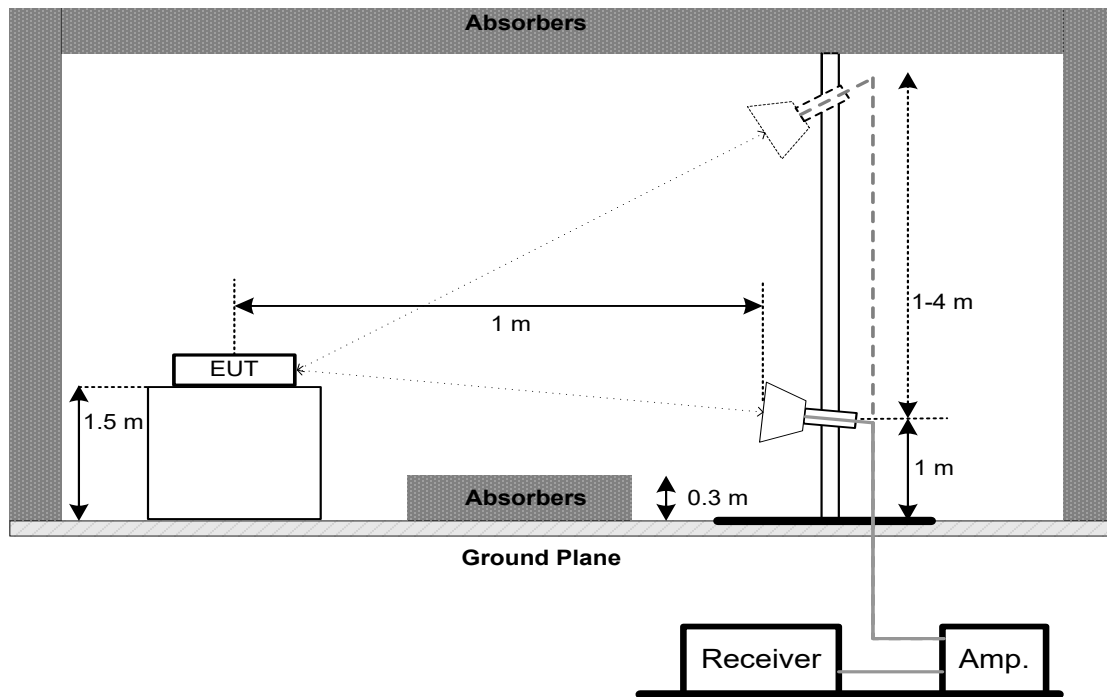 Absorbers
1 m
1-4 m
EUT
1.5 m
1 m
Absorbers
0.3 m
Ground Plane
Receiver
Amp.